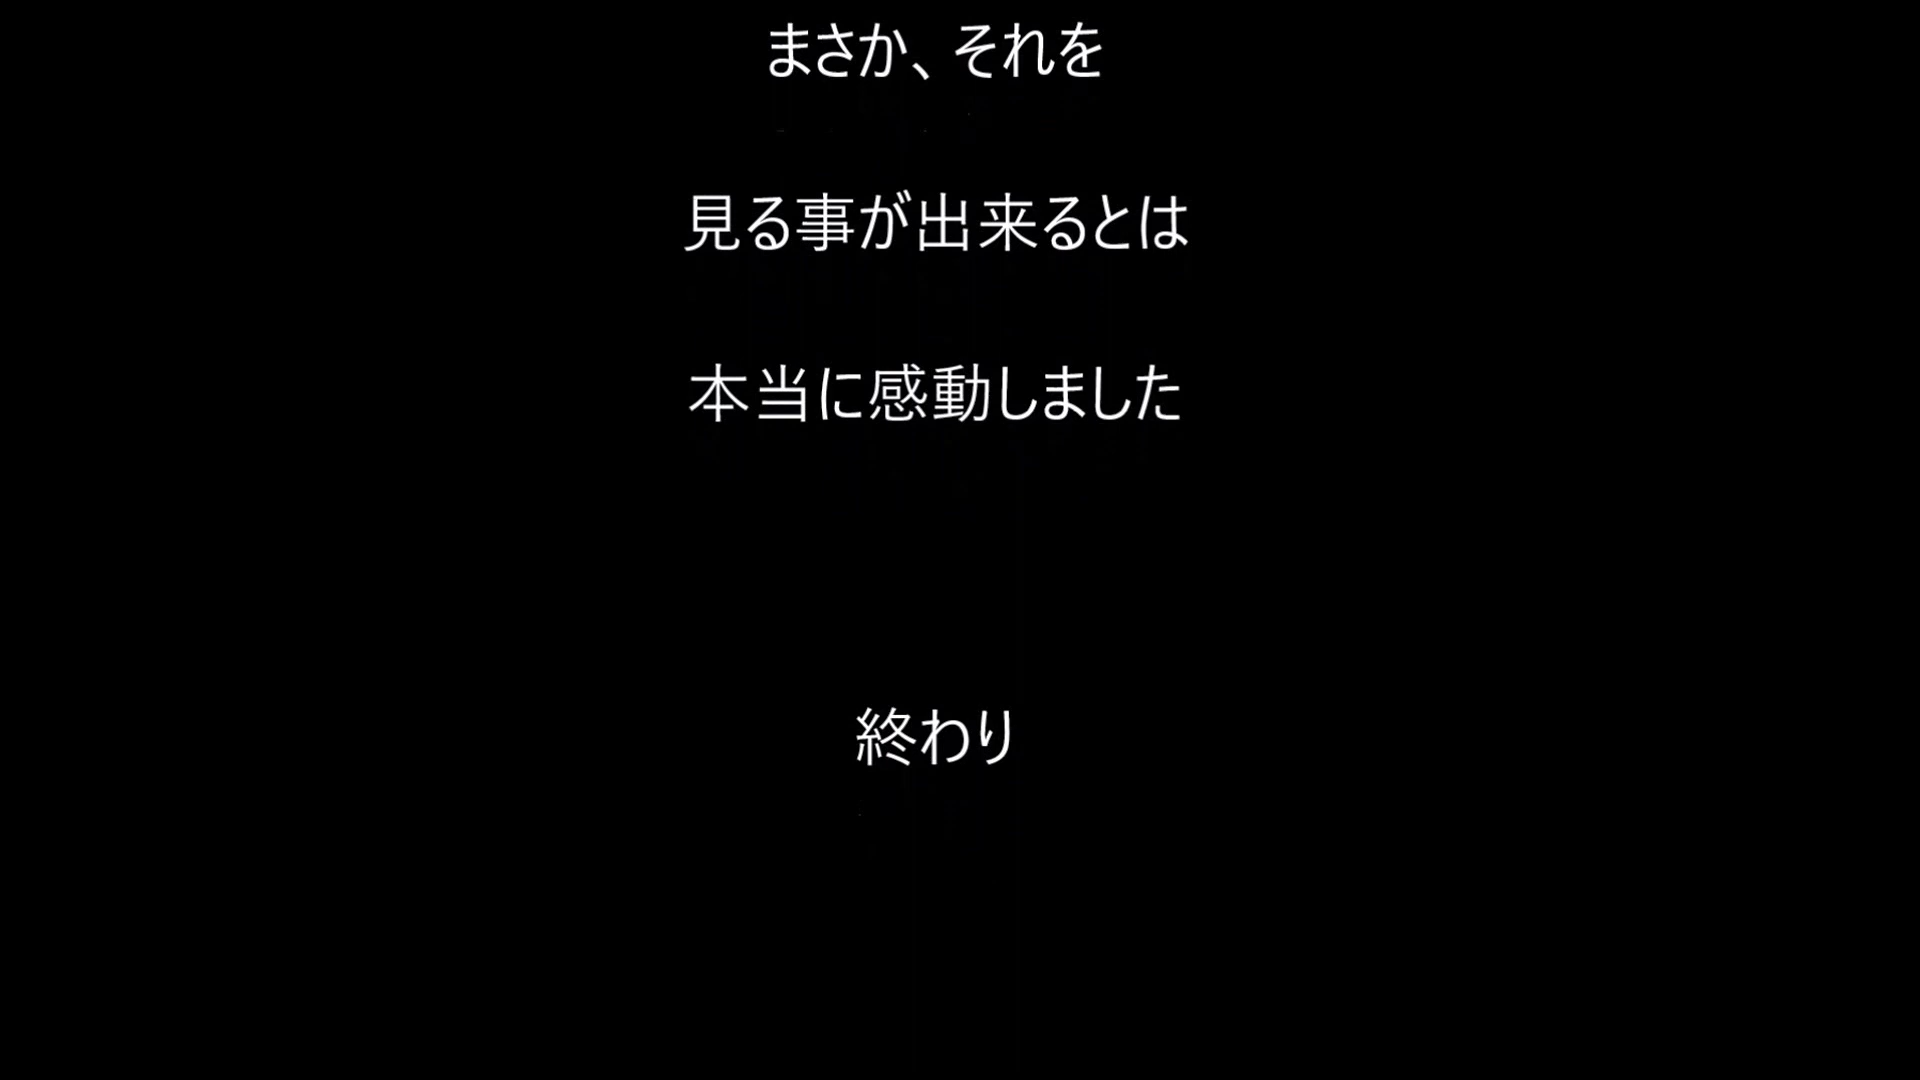 まさか、それを
見る事が出来るとは
本当に感動しました
終わり